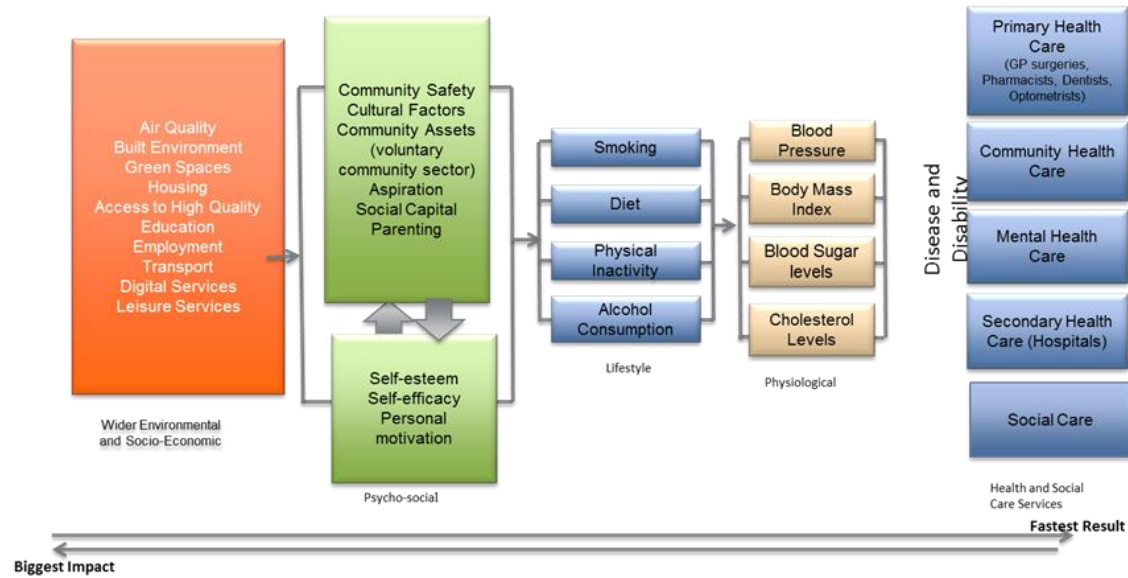 Air Quality
Built Environment
Green Spaces
Housing
Access to High Quality
Education
Employment
Transport
Digital Services
Leisure Services
Wider Environmental
and Socio-Economic
Community Safety
Cultural Factors
Community Assets
(voluntary
community sector)
Aspiration
Social Capital
Parenting
Self-esteem
Self-efficacy
Personal
motivation
Psycho-social
Smoking
Diet
Physical
Inactivity
Alcohol
Consumption
Lifestyle
Blood
Pressure
Body Mass
Index
Blood Sugar
levels
Cholesterol
Levels
Physiological
Disease and
Disability
Primary Health
Care
(GP surgeries,
Pharmacists, Dentists,
Optometrists)
Community Health
Care
Mental Health
Care
Secondary Health
Care (Hospitals)
Social Care
Health and Social
Care Services
Fastest Result
Biggest Impact